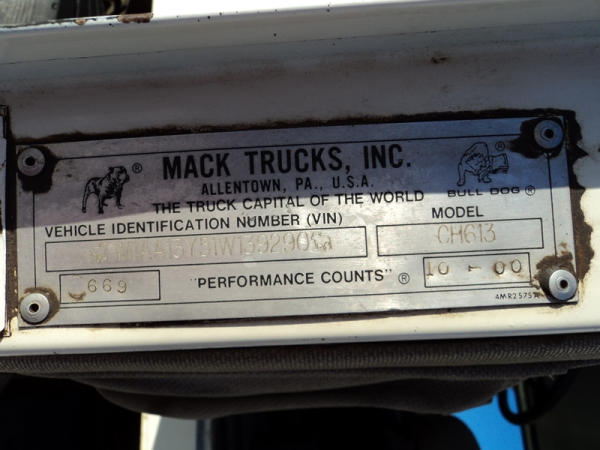 MACK TRUCKS, INC.
ALLENTOWN, PA., U.S.A.
THE TRUCK CAPITAL OF THE WORLD
BULL DOG ®
VEHICLE IDENTIFICATION NUMBER (VIN)
MODEL
CH613
669
"PERFORMANCE COUNTS" ®
10 - 00
4MR2575